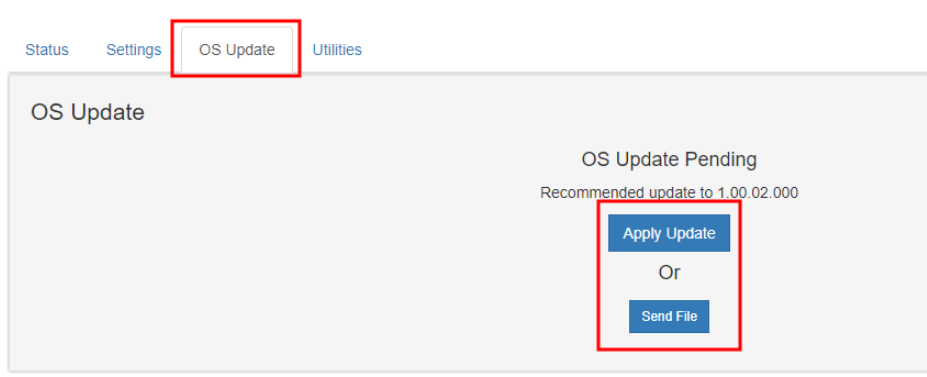 Status Settings OS Update Utilities
OS Update
OS Update Pending
Recommended update to 1.00.02.000
Apply Update
Or
Send File